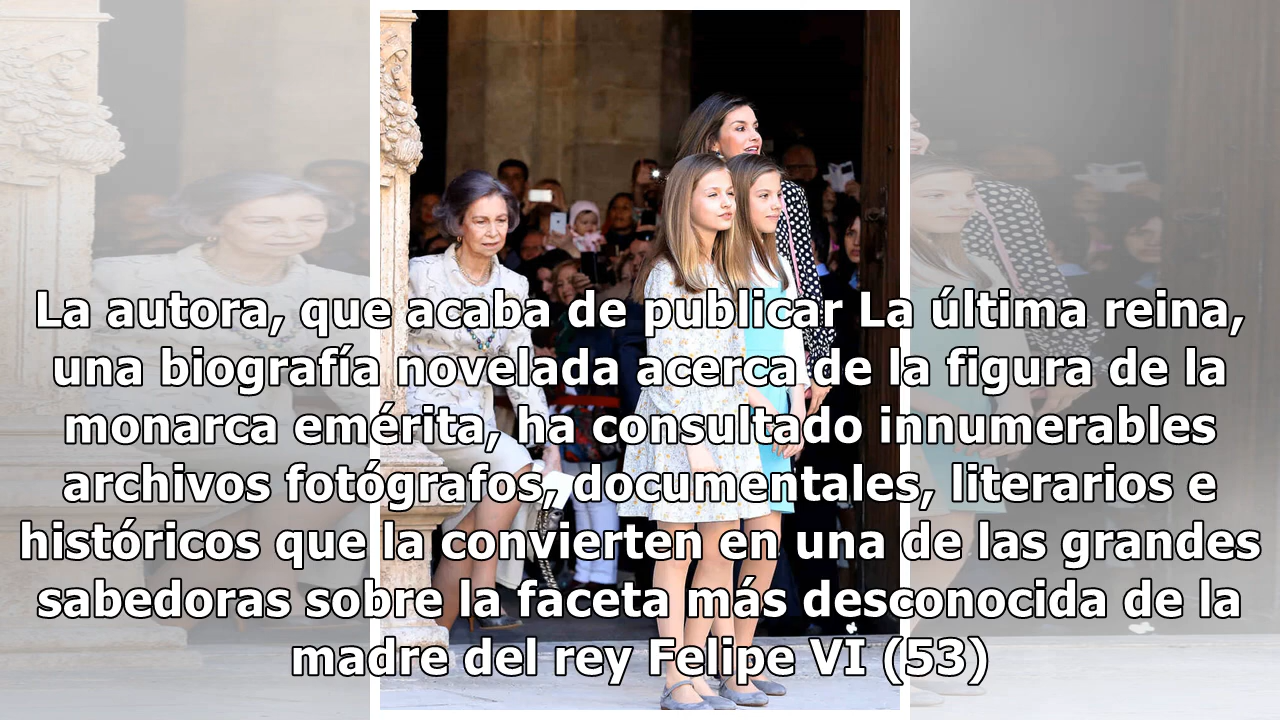 La autora, que acaba de publicar La última reina,
una biografía novelada acerca de la figura de la
monarca emérita, ha consultado innumerables
archivos fotógrafos, documentales, literarios e
históricos que la convierten en una de las grandes
sabedoras sobre la faceta más desconocida de la
madre del rey Felipe VI (53)